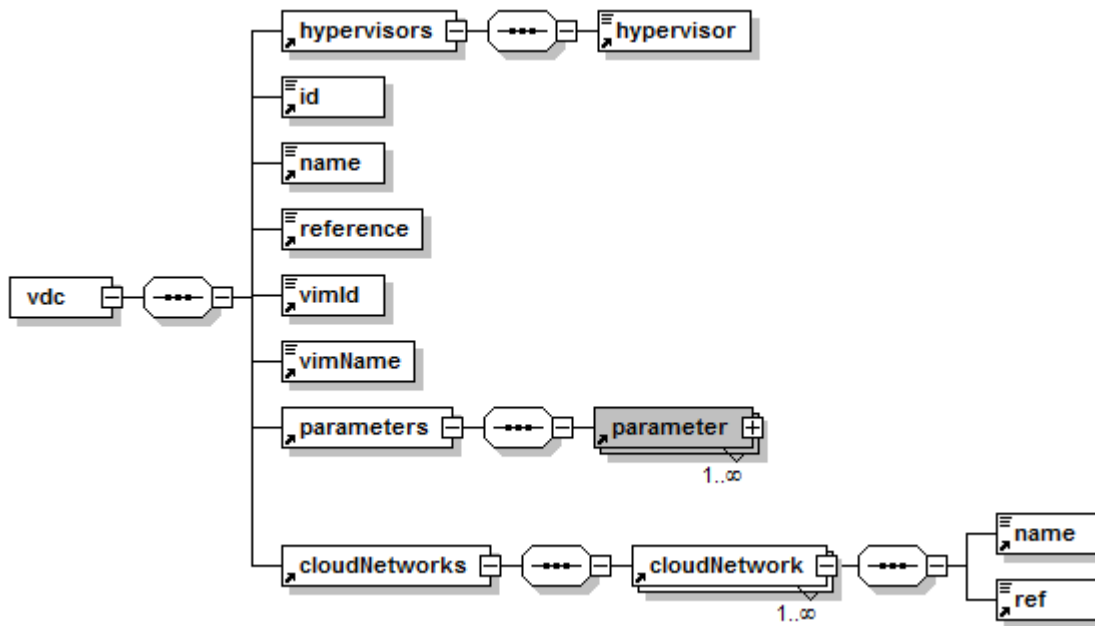 hypervisors
hypervisor
id
name
reference
vdc
vimId
vimName
parameters
parameter
1..∞
cloudNetworks
cloudNetwork
1..∞
name
ref